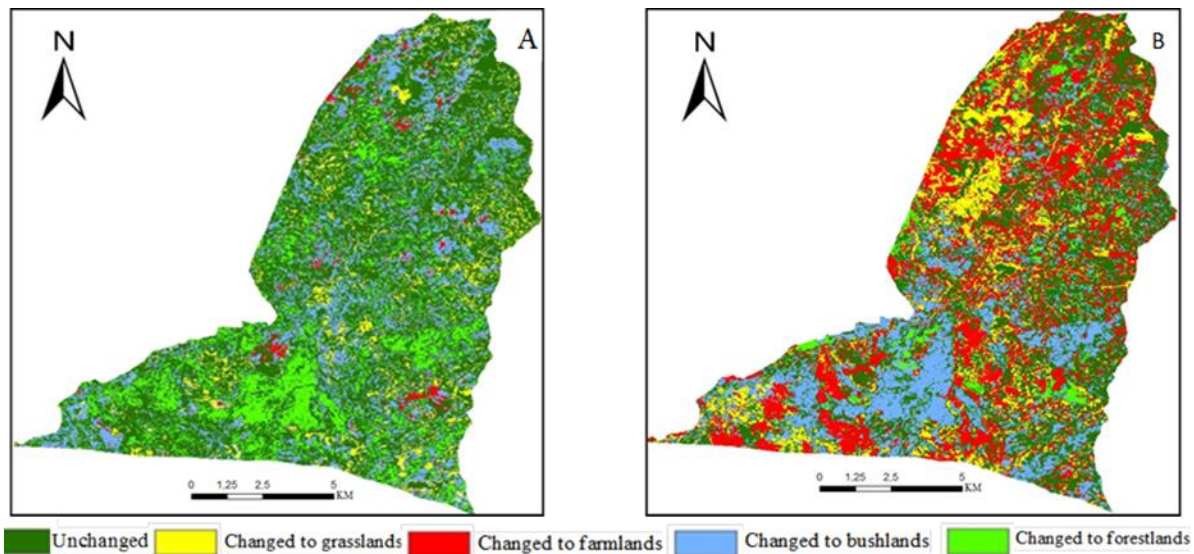 N
A
0 1,25 2,5 5
KM
N
B
0 1.25 2.5 5
KM
Unchanged Changed to grasslands Changed to farmlands Changed to bushlands Changed to forestlands